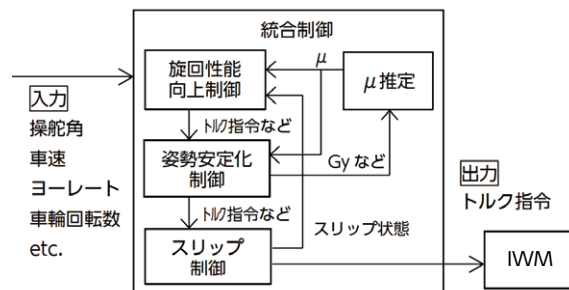 統合制御
旋回性能
向上制御
μ
μ推定
入力
操舵角
車速
ヨーレート
車輪回転数
etc.
トルク指令など
姿勢安定化
制御
Gyなど
トルク指令など
スリップ
制御
スリップ状態
出力
トルク指令
IWM